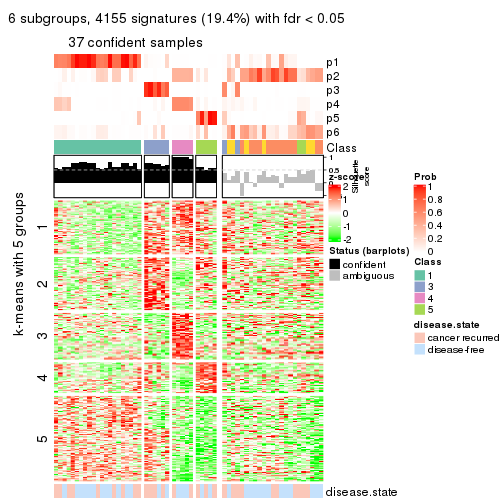 6 subgroups, 4155 signatures (19.4%) with fdr < 0.05
37 confident samples
p1
p2
p3
p4
p5
p6
Class
1
0.5
0
Silhouette
score
k-means with 5 groups
1
2
3
4
5
z-score
2
1
0
-1
-2
Status (barplots)
confident
ambiguous
Prob
1
0.8
0.6
0.4
0.2
0
Class
1
3
4
5
disease.state
cancer recurred
disease-free
disease.state